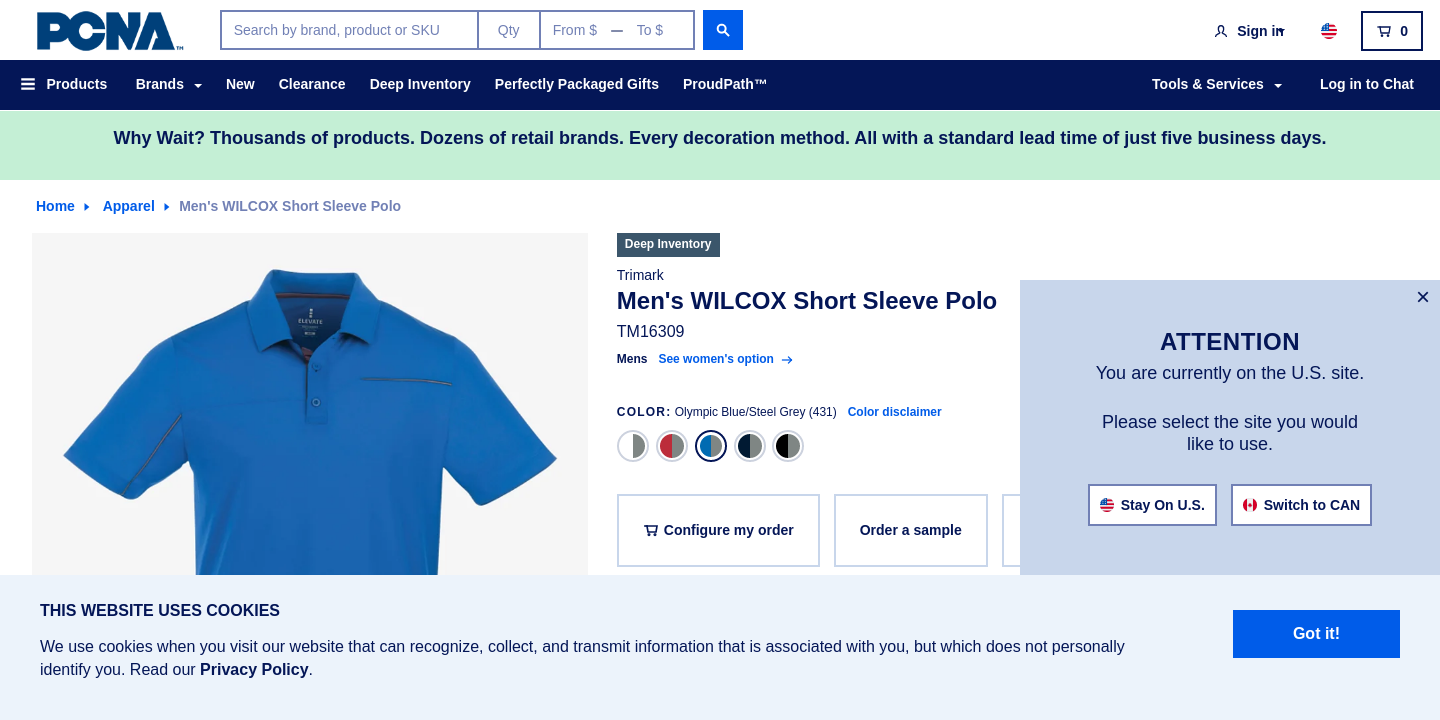 PCNA™
Search by brand, product or SKU
Qty
From $ — To $
Sign in
0
Products
Brands
New
Clearance
Deep Inventory
Perfectly Packaged Gifts
ProudPath™
Tools & Services
Log in to Chat
Why Wait? Thousands of products. Dozens of retail brands. Every decoration method. All with a standard lead time of just five business days.
Home
Apparel
Men's WILCOX Short Sleeve Polo
ELEVATE
Deep Inventory
Trimark
Men's WILCOX Short Sleeve Polo
TM16309
Mens See women's option
COLOR: Olympic Blue/Steel Grey (431) Color disclaimer
Configure my order
Order a sample
ATTENTION
You are currently on the U.S. site.
Please select the site you would
like to use.
Stay On U.S.
Switch to CAN
THIS WEBSITE USES COOKIES
We use cookies when you visit our website that can recognize, collect, and transmit information that is associated with you, but which does not personally
identify you. Read our Privacy Policy.
Got it!